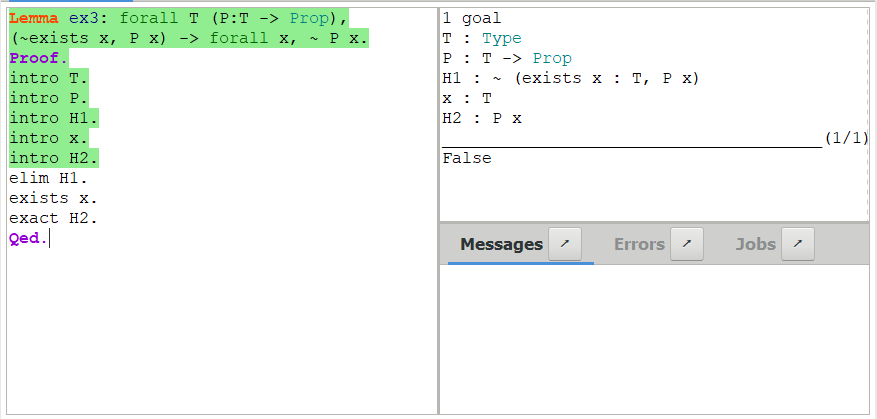 Lemma ex3: forall T (P:T -> Prop),
(~exists x, P x) -> forall x, ~ P x.
Proof.
intro T.
intro P.
intro H1.
intro x.
intro H2.
elim H1.
exists x.
exact H2.
Qed.
1 goal
T : Type
P : T -> Prop
H1 : ~ (exists x : T, P x)
x : T
H2 : P x
______________________________________(1/1)
False
Messages ↗ Errors ↗ Jobs ↗